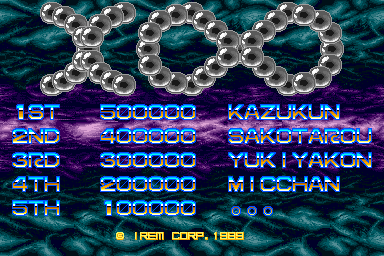 XOO
1ST 500000 KAZUKUN
2ND 400000 SAKOTAROU
3RD 300000 YUKIYAKON
4TH 200000 MICCHAN
5TH 100000 ｡｡｡
© IREM CORP. 1988